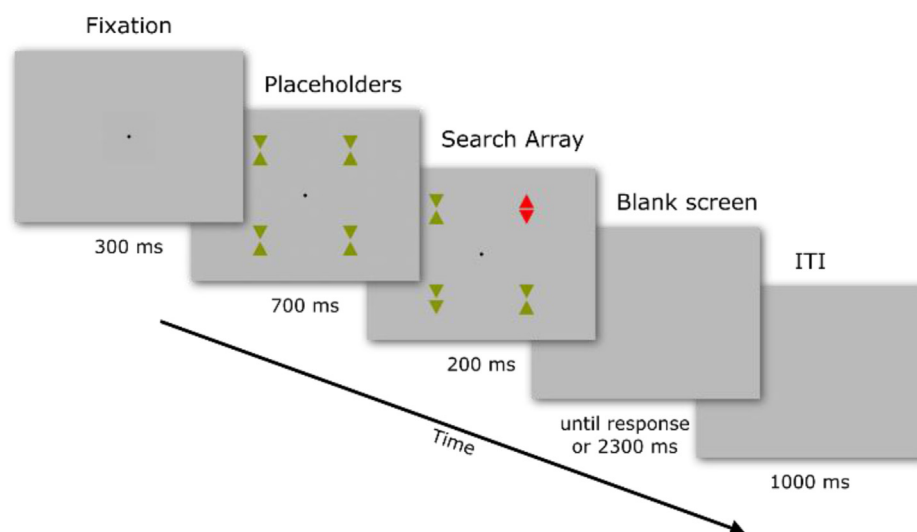 Fixation
Placeholders
Search Array
Blank screen
ITI
300 ms
700 ms
200 ms
until response
or 2300 ms
1000 ms
Time